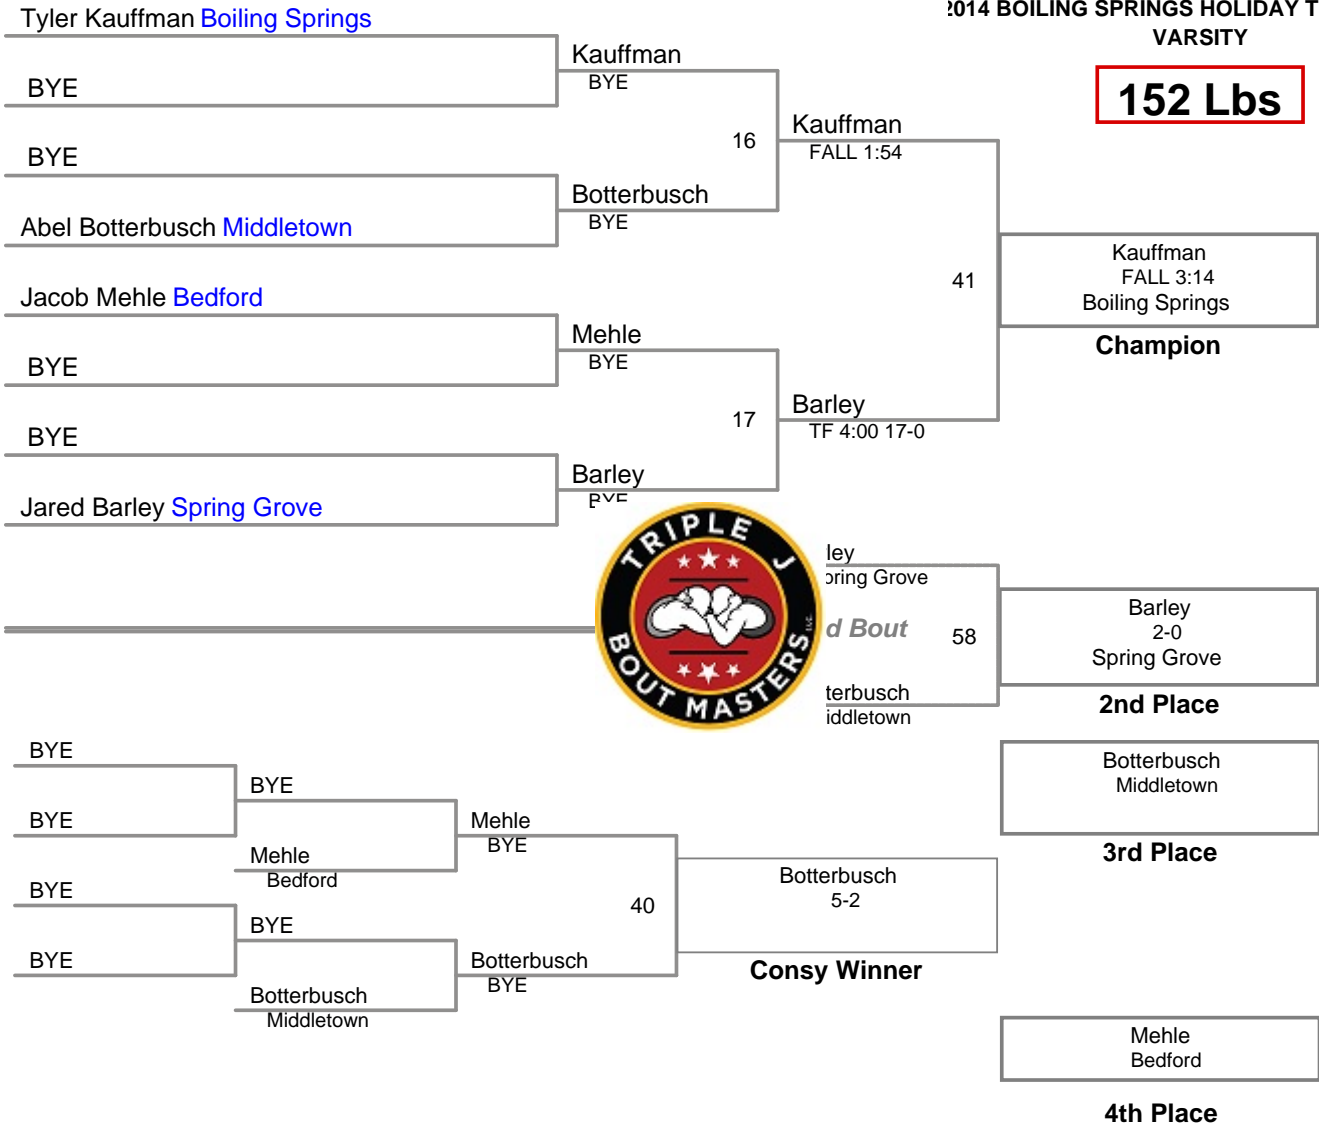 2014 BOILING SPRINGS HOLIDAY T
VARSITY
152 Lbs
Tyler Kauffman Boiling Springs
BYE
BYE
Abel Botterbusch Middletown
Jacob Mehle Bedford
BYE
BYE
Jared Barley Spring Grove
Kauffman
BYE
16
Botterbusch
BYE
Mehle
BYE
17
Barley
BYE
Kauffman
FALL 1:54
41
Barley
TF 4:00 17-0
Kauffman
FALL 3:14
Boiling Springs
Champion
TRIPLE J
BOUT MASTERS LLC.
ley
oring Grove
d Bout
58
terbusch
iddletown
Barley
2-0
Spring Grove
2nd Place
Botterbusch
Middletown
3rd Place
BYE
BYE
BYE
BYE
BYE
Mehle
Bedford
BYE
Botterbusch
Middletown
Mehle
BYE
40
Botterbusch
BYE
Botterbusch
5-2
Consy Winner
Mehle
Bedford
4th Place